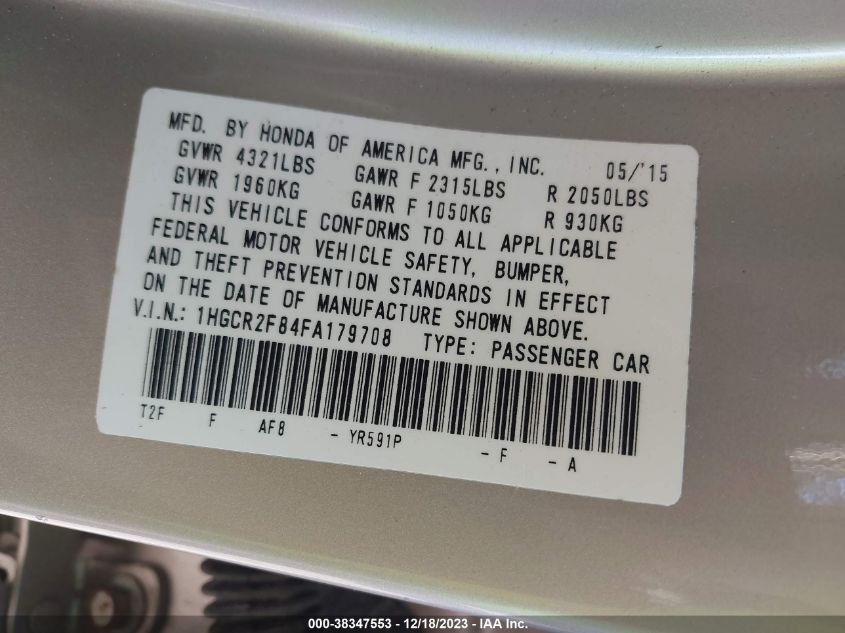 MFD. BY HONDA OF AMERICA MFG., INC. 05/'15
GVWR 4321LBS GAWR F 2315LBS R 2050LBS
GVWR 1960KG GAWR F 1050KG R 930KG
THIS VEHICLE CONFORMS TO ALL APPLICABLE
FEDERAL MOTOR VEHICLE SAFETY, BUMPER,
AND THEFT PREVENTION STANDARDS IN EFFECT
ON THE DATE OF MANUFACTURE SHOWN ABOVE.
V.I.N.: 1HGCR2F84FA179708 TYPE: PASSENGER CAR
T2F F AF8 - YR591P - F - A
000-38347553 - 12/18/2023 - IAA Inc.